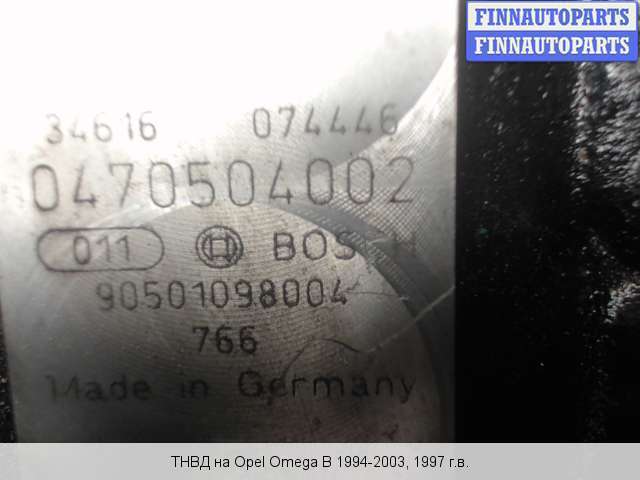 FINNAUTOPARTS
FINNAUTOPARTS
34616 074446
0470504002
011 BOSCH
90501098004
766
Made in Germany
ТНВД на Opel Omega B 1994-2003, 1997 г.в.